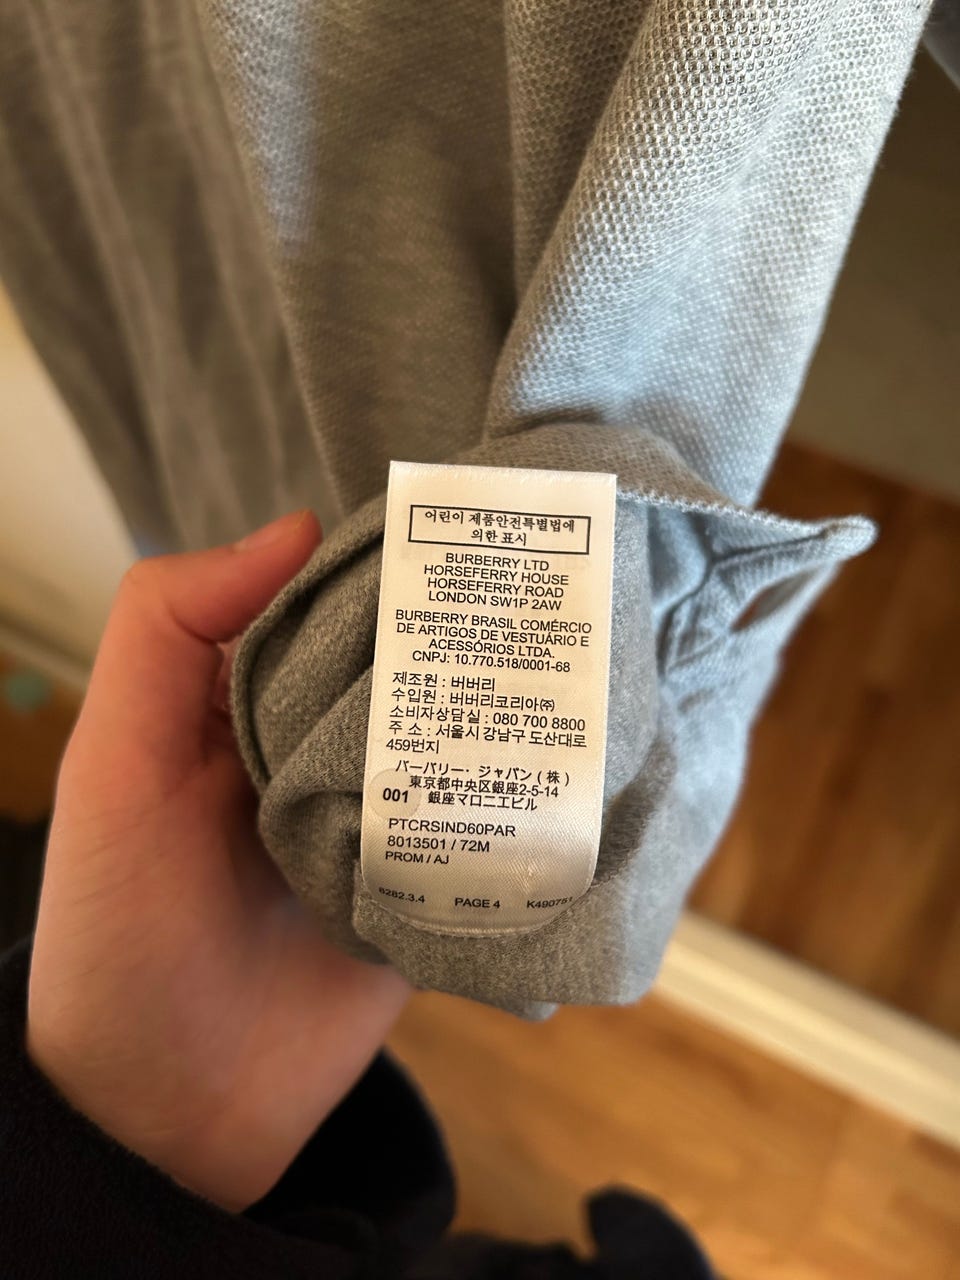 어린이 제품안전특별법에
의한 표시
BURBERRY LTD
HORSEFERRY HOUSE
HORSEFERRY ROAD
LONDON SW1P 2AW
BURBERRY BRASIL COMÉRCIO
DE ARTIGOS DE VESTUÁRIO E
ACESSÓRIOS LTDA.
CNPJ: 10.770.518/0001-68
제조원 : 버버리
수입원 : 버버리코리아㈜
소비자상담실 : 080 700 8800
주 소 : 서울시 강남구 도산대로
459번지
バーバリー・ジャパン ( 株 )
東京都中央区銀座2-5-14
銀座マロニエビル
001
PTCRSIND60PAR
8013501 / 72M
PROM / AJ
6282.3.4 PAGE 4 K490751